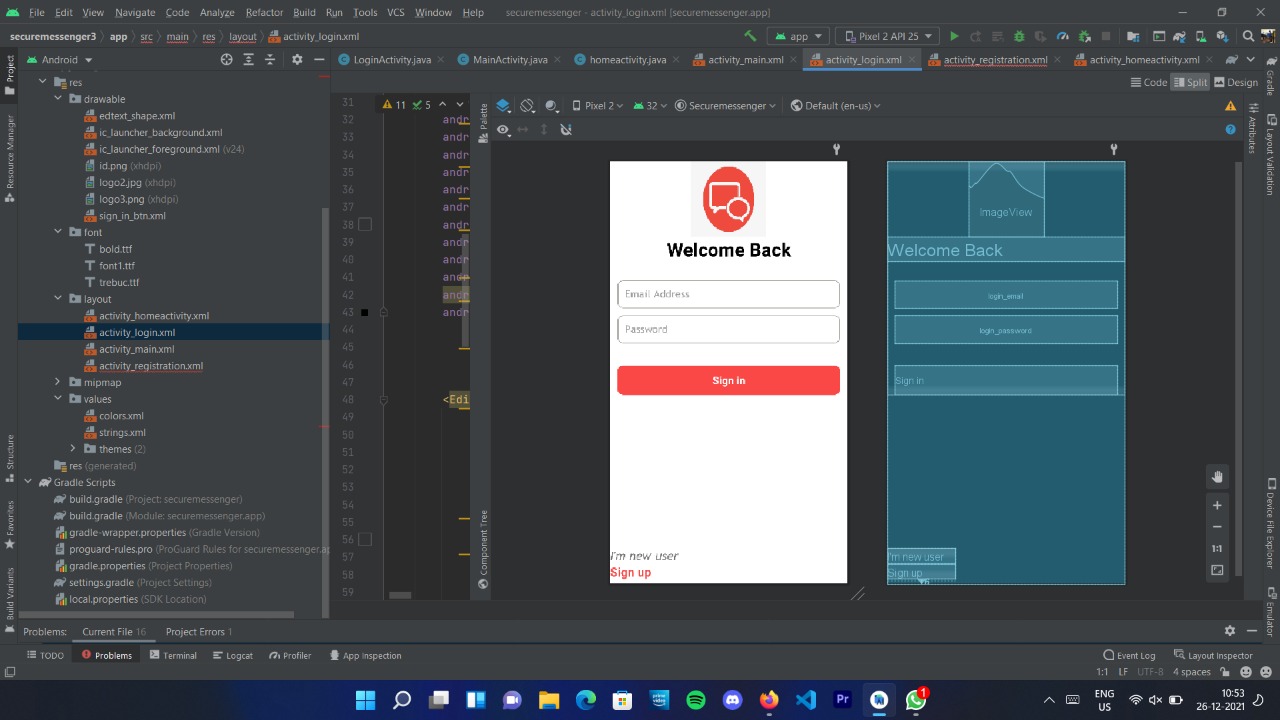 File Edit View Navigate Code Analyze Refactor Build Run Tools VCS Window Help securemessenger - activity_login.xml [securemessenger.app]
securemessenger3 app src main res layout activity_login.xml app Pixel 2 API 25
Android LoginActivity.java MainActivity.java homeactivity.java activity_main.xml activity_login.xml activity_registration.xml activity_homeactivity.xml
Code Split Design
Project
Resource Manager
Structure
Favorites
Build Variants
res
drawable
edtext_shape.xml
ic_launcher_background.xml
ic_launcher_foreground.xml (v24)
id.png (xhdpi)
logo2.jpg (xhdpi)
logo3.png (xhdpi)
sign_in_btn.xml
font
bold.ttf
font1.ttf
trebuc.ttf
layout
activity_homeactivity.xml
activity_login.xml
activity_main.xml
activity_registration.xml
mipmap
values
colors.xml
strings.xml
themes (2)
res (generated)
Gradle Scripts
build.gradle (Project: securemessenger)
build.gradle (Module: securemessenger.app)
gradle-wrapper.properties (Gradle Version)
proguard-rules.pro (ProGuard Rules for securemessenger.ap
gradle.properties (Project Properties)
settings.gradle (Project Settings)
local.properties (SDK Location)
11 5
31
32 andr
33 andr
34 andr
35 andr
36 andr
37 andr
38 andr
39 andr
40 andr
41 andr
42 andr
43 andr
44
45
46
47
48 <Edi
49
50
51
52
53
54
55
56
57
58
59
Palette
Component Tree
Pixel 2 32 Securemessenger Default (en-us)
Welcome Back
Email Address
Password
Sign in
I'm new user
Sign up
ImageView
Welcome Back
login_email
login_password
Sign in
I'm new user
Sign up
1:1
Attributes
Gradle
Layout Validation
Device File Explorer
Emulator
Problems: Current File 16 Project Errors 1
TODO Problems Terminal Logcat Profiler App Inspection Event Log Layout Inspector
1:1 LF UTF-8 4 spaces
Pr
1
ENG
US
10:53
26-12-2021